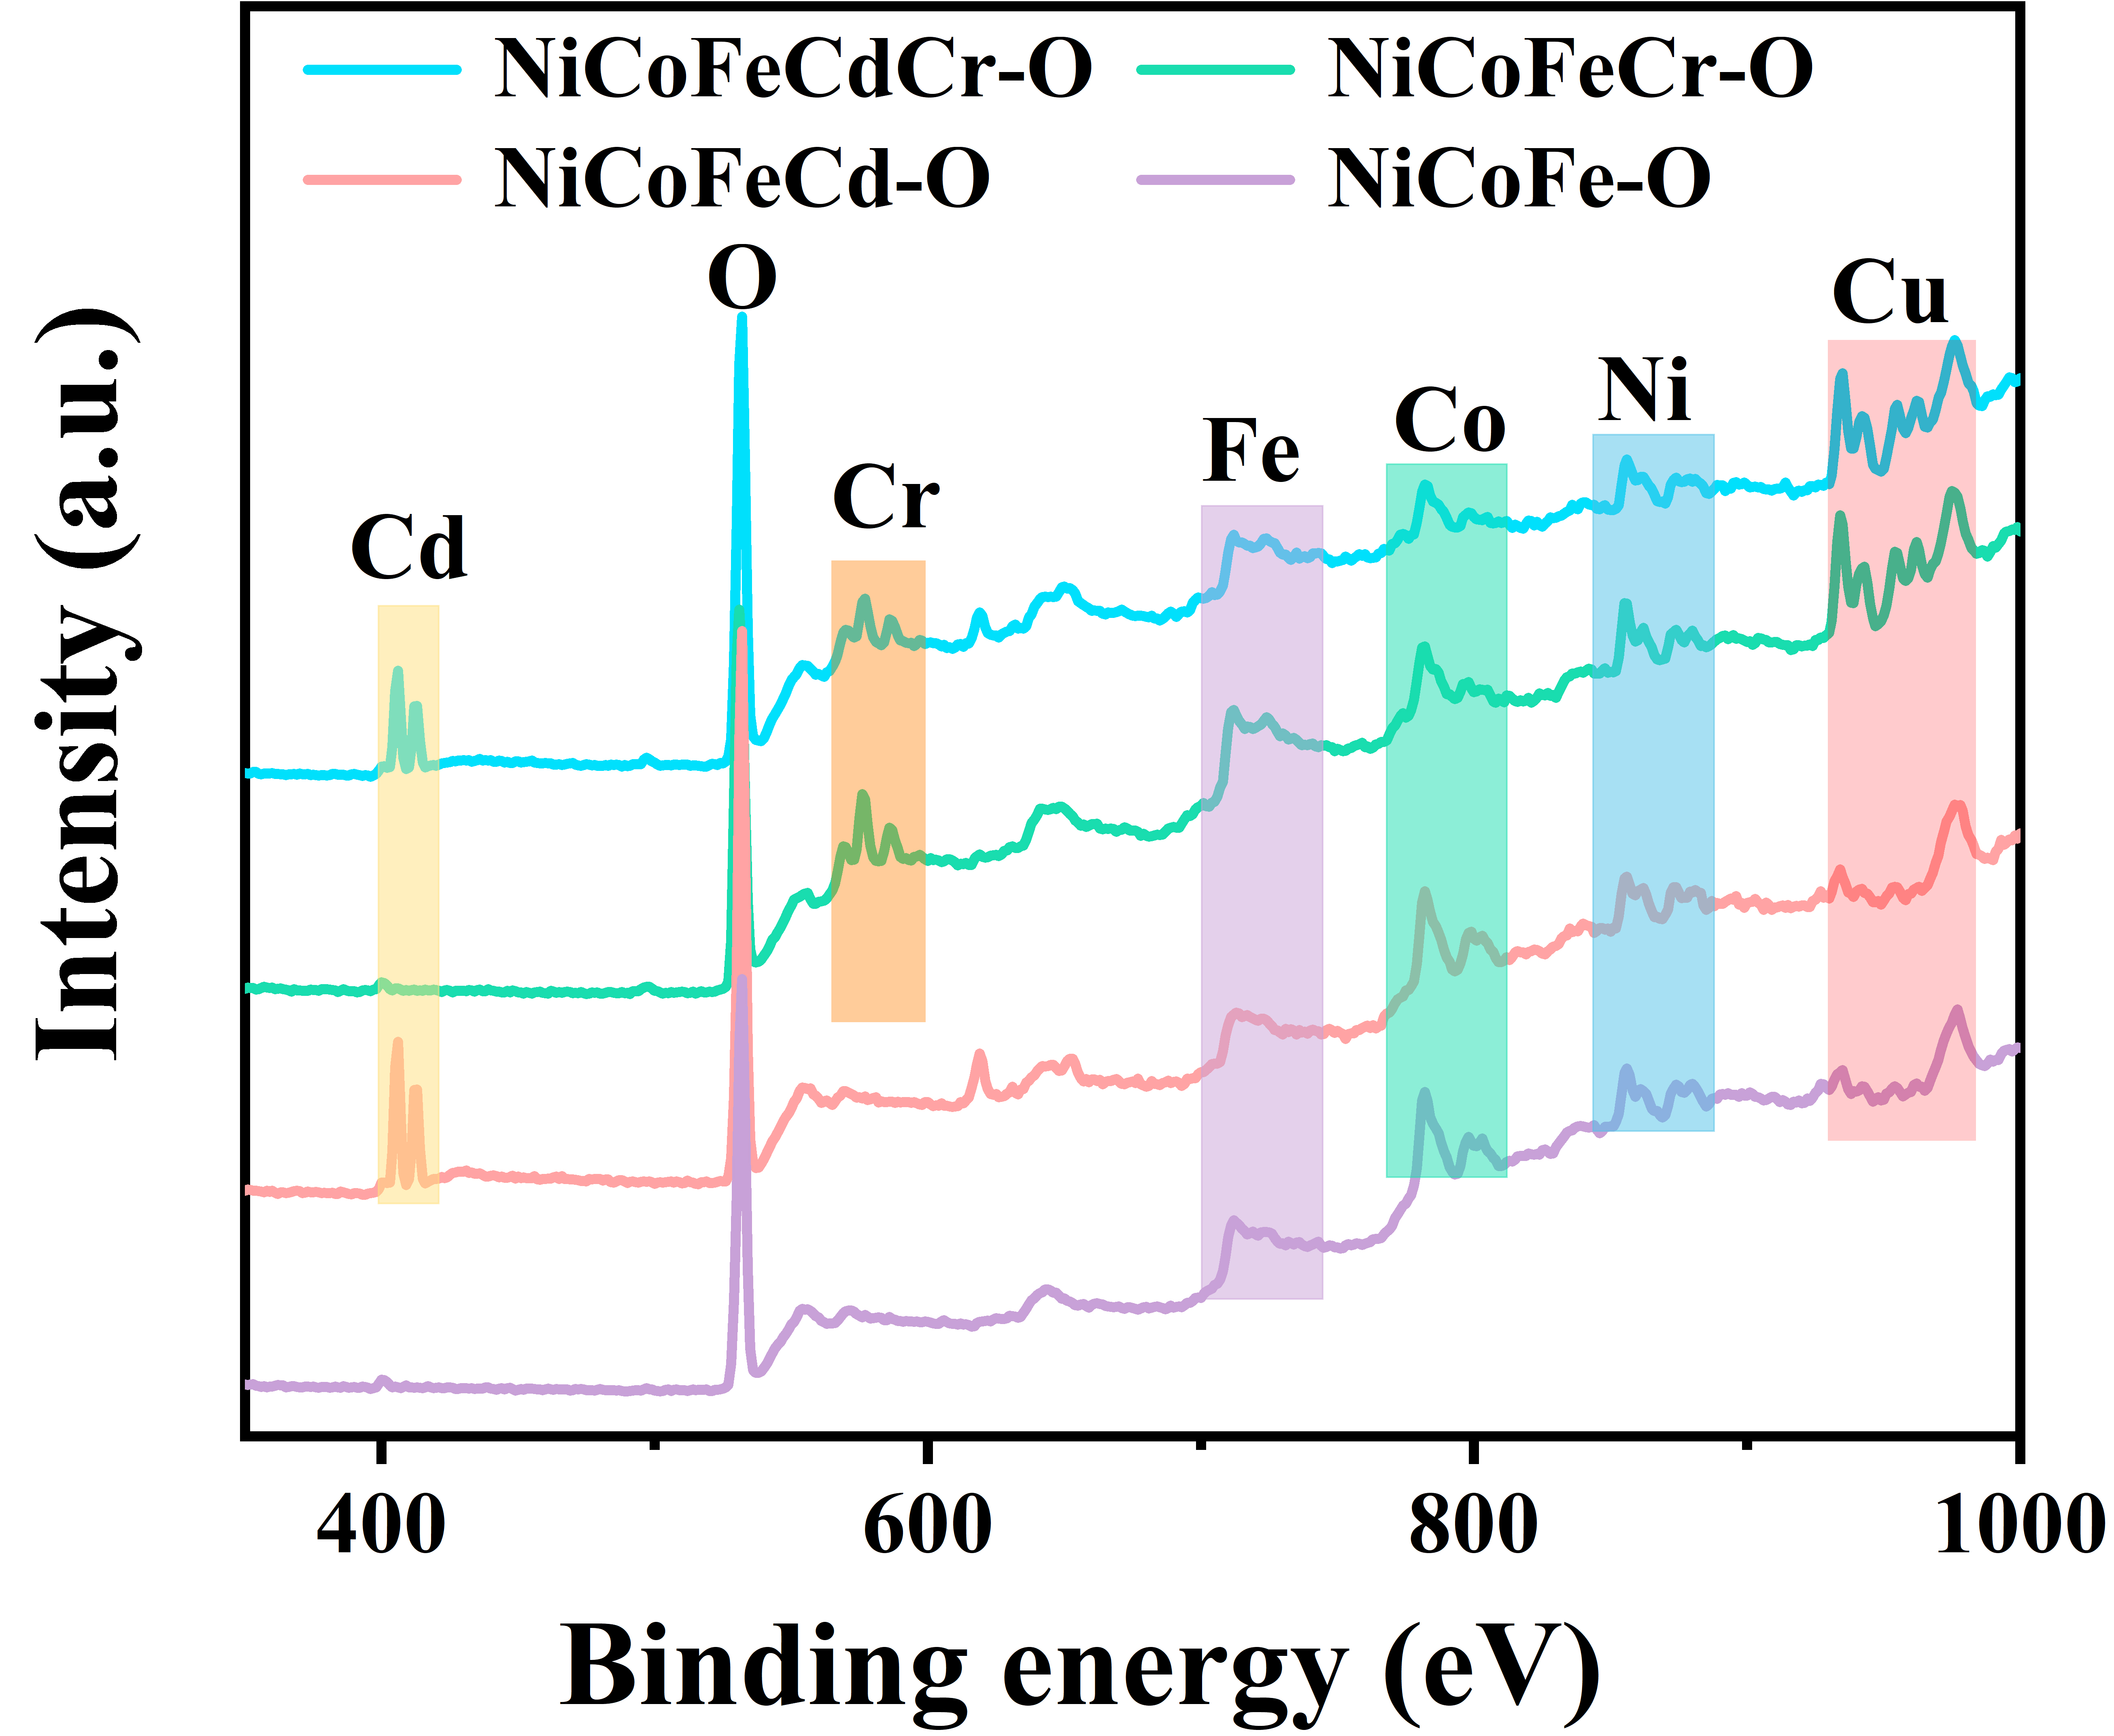 NiCoFeCdCr-O NiCoFeCr-O
NiCoFeCd-O NiCoFe-O
O
Cu
Ni
Co
Fe
Cr
Cd
Intensity (a.u.)
400 600 800 1000
Binding energy (eV)